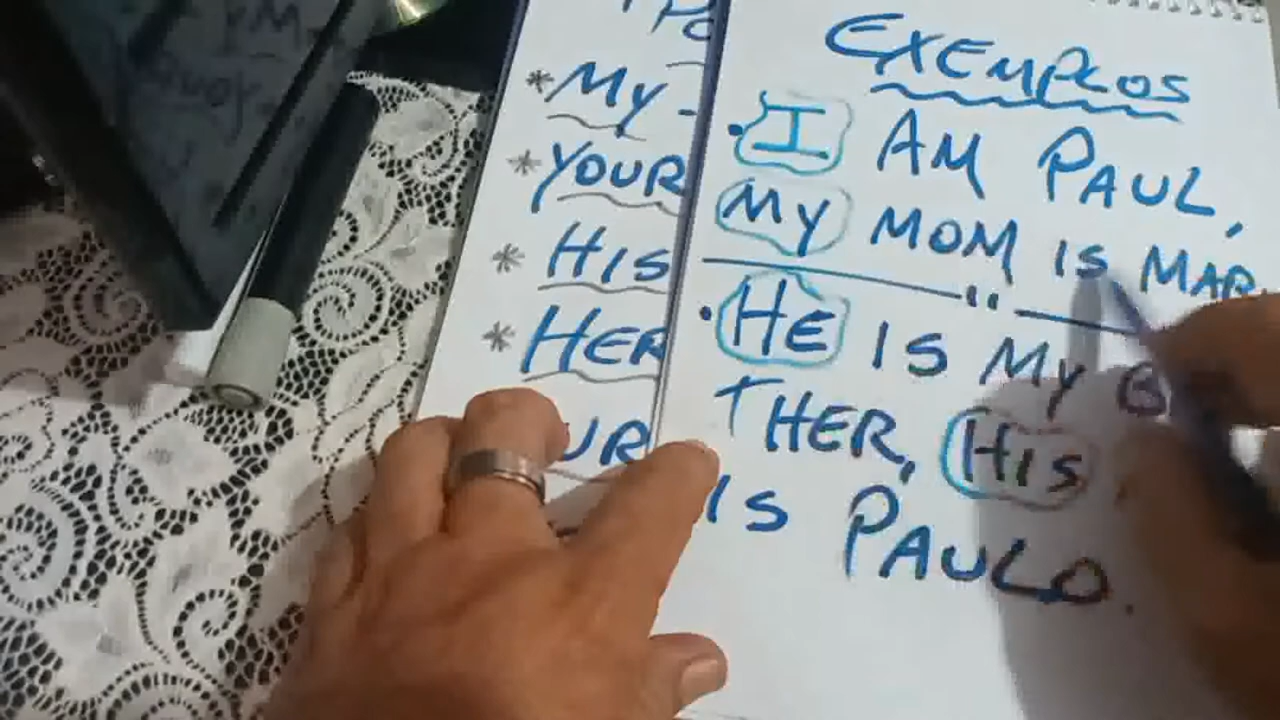 * My -
* YOUR
* HIS
* HER
EXEMPLOS
• I AM PAUL,
My MOM IS
• HE IS My
THER, HIS
IS PAULO.